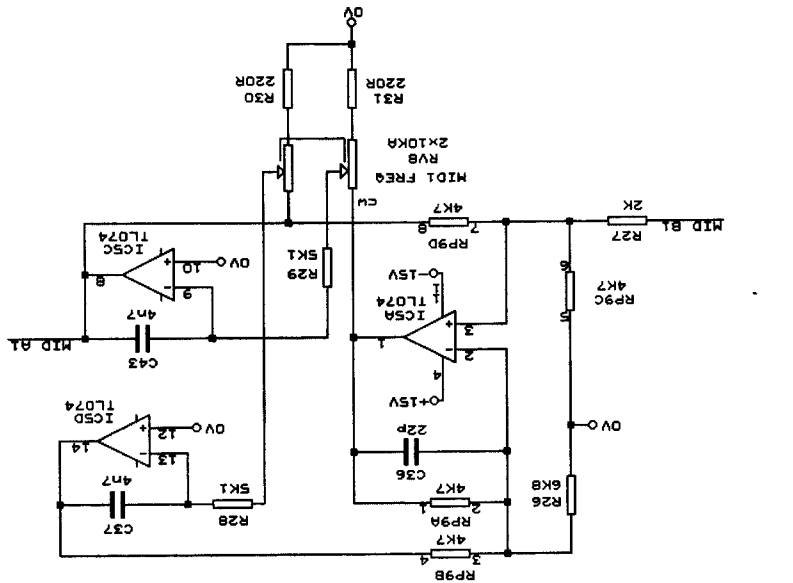 RP9B
3 4
4K7
C37
R28
RP9A
2 1
4K7
R26
6K8
5K1
4n7
C36
22p
13
14
12
0V
0V
IC5D
TL074
+15V
4
C43
2
1
3
MID A1
5
4n7
IC5A
TL074
RP9C
4K7
9
11
-15V
R29
5K1
8
10
0V
6
IC5C
TL074
RP9D
7 8
4K7
R27
2K
MID B1
CW
MID1 FREQ
RV8
2x10KA
R31
220R
R30
220R
0V